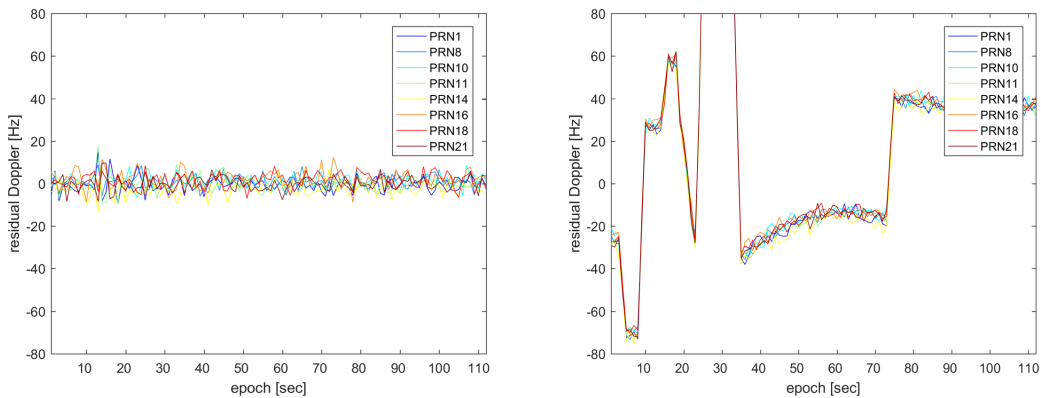 80
60
40
20
0
-20
-40
-60
-80
residual Doppler [Hz]
10 20 30 40 50 60 70 80 90 100 110
epoch [sec]
PRN1
PRN8
PRN10
PRN11
PRN14
PRN16
PRN18
PRN21
80
60
40
20
0
-20
-40
-60
-80
residual Doppler [Hz]
10 20 30 40 50 60 70 80 90 100 110
epoch [sec]
PRN1
PRN8
PRN10
PRN11
PRN14
PRN16
PRN18
PRN21